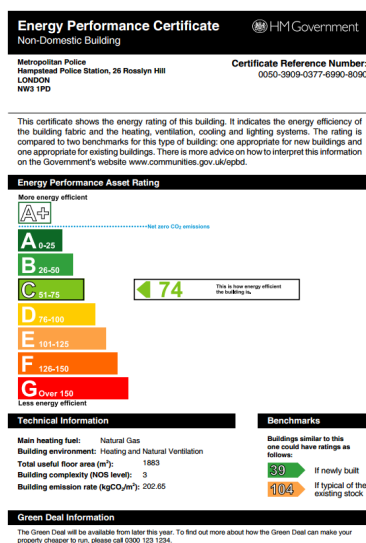 Energy Performance Certificate
HM Government
Non-Domestic Building
Metropolitan Police
Hampstead Police Station, 26 Rosslyn Hill
LONDON
NW3 1PD
Certificate Reference Number:
0050-3909-0377-6990-8090
This certificate shows the energy rating of this building. It indicates the energy efficiency of
the building fabric and the heating, ventilation, cooling and lighting systems. The rating is
compared to two benchmarks for this type of building: one appropriate for new buildings and
one appropriate for existing buildings. There is more advice on how to interpret this information
on the Government's website www.communities.gov.uk/epbd.
Energy Performance Asset Rating
More energy efficient
A+
Net zero CO₂ emissions
A 0-25
B 26-50
C 51-75
74
This is how energy efficient
the building is.
D 76-100
E 101-125
F 126-150
G Over 150
Less energy efficient
Technical Information
Main heating fuel: Natural Gas
Building environment: Heating and Natural Ventilation
Total useful floor area (m²): 1883
Building complexity (NOS level): 3
Building emission rate (kgCO₂/m²): 202.65
Benchmarks
Buildings similar to this
one could have ratings as
follows:
39 If newly built
104 If typical of the
existing stock
Green Deal Information
The Green Deal will be available from later this year. To find out more about how the Green Deal can make your
property cheaper to run, please call 0300 123 1234.